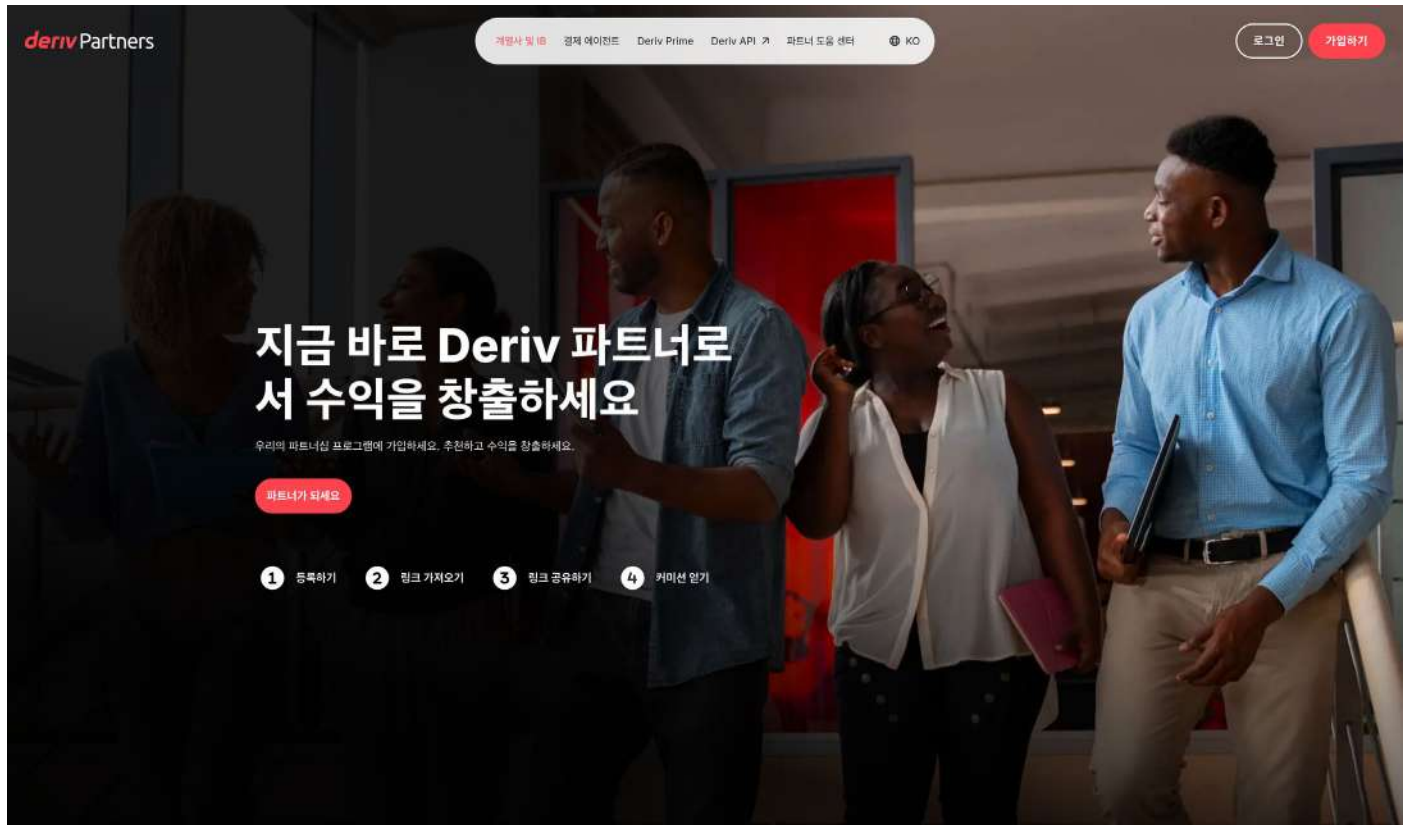 deriv Partners
계열사 및 IB
결제 에이전트
Deriv Prime
Deriv API ↗
파트너 도움 센터
KO
로그인
가입하기
지금 바로 Deriv 파트너로
서 수익을 창출하세요
우리의 파트너십 프로그램에 가입하세요. 추천하고 수익을 창출하세요.
파트너가 되세요
1 등록하기
2 링크 가져오기
3 링크 공유하기
4 커미션 얻기